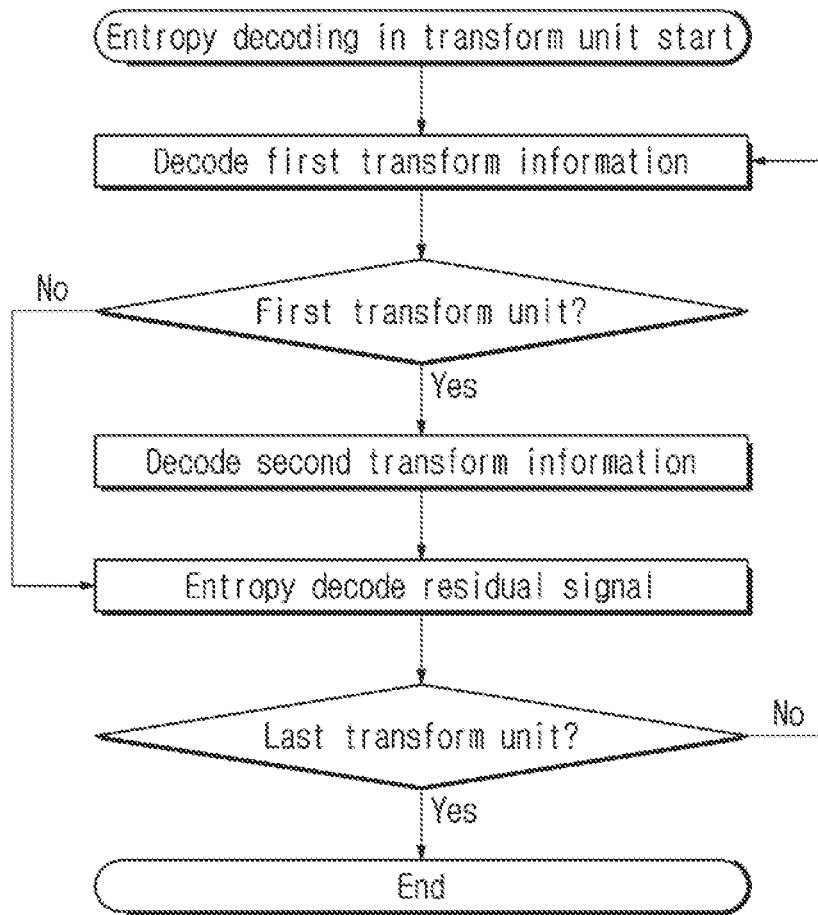 Entropy decoding in transform unit start
Decode first transform information
First transform unit?
No
Yes
Decode second transform information
Entropy decode residual signal
Last transform unit?
No
Yes
End